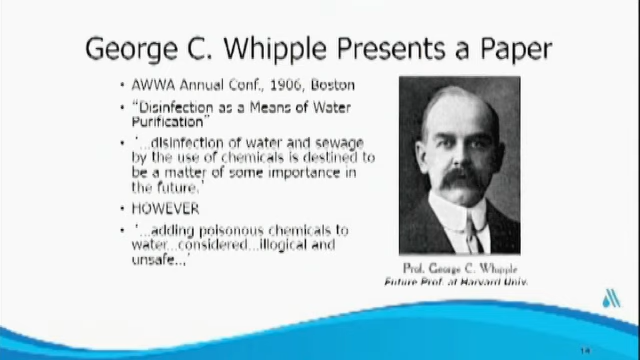 George C. Whipple Presents a Paper
• AWWA Annual Conf., 1906, Boston
• "Disinfection as a Means of Water
Purification"
• '...disinfection of water and sewage
by the use of chemicals is destined to
be a matter of some importance in
the future.'
• HOWEVER
• '...adding poisonous chemicals to
water...considered...illogical and
unsafe...'
Prof. George C. Whipple
Future Prof. at Harvard Univ.